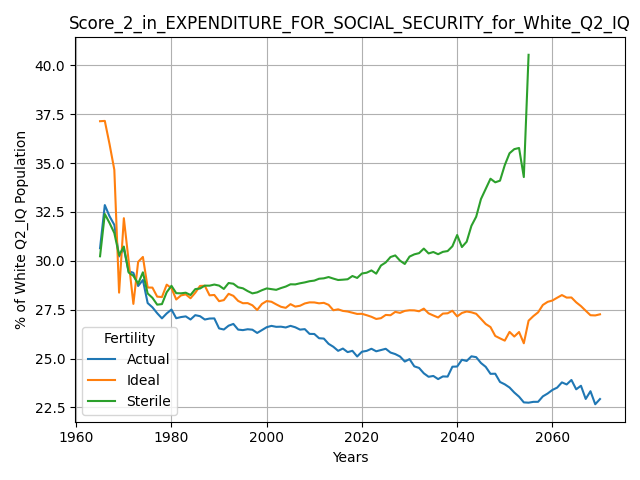 Score_2_in_EXPENDITURE_FOR_SOCIAL_SECURITY_for_White_Q2_IQ
% of White Q2_IQ Population
40.0
37.5
35.0
32.5
30.0
27.5
25.0
22.5
Fertility
Actual
Ideal
Sterile
1960 1980 2000 2020 2040 2060
Years